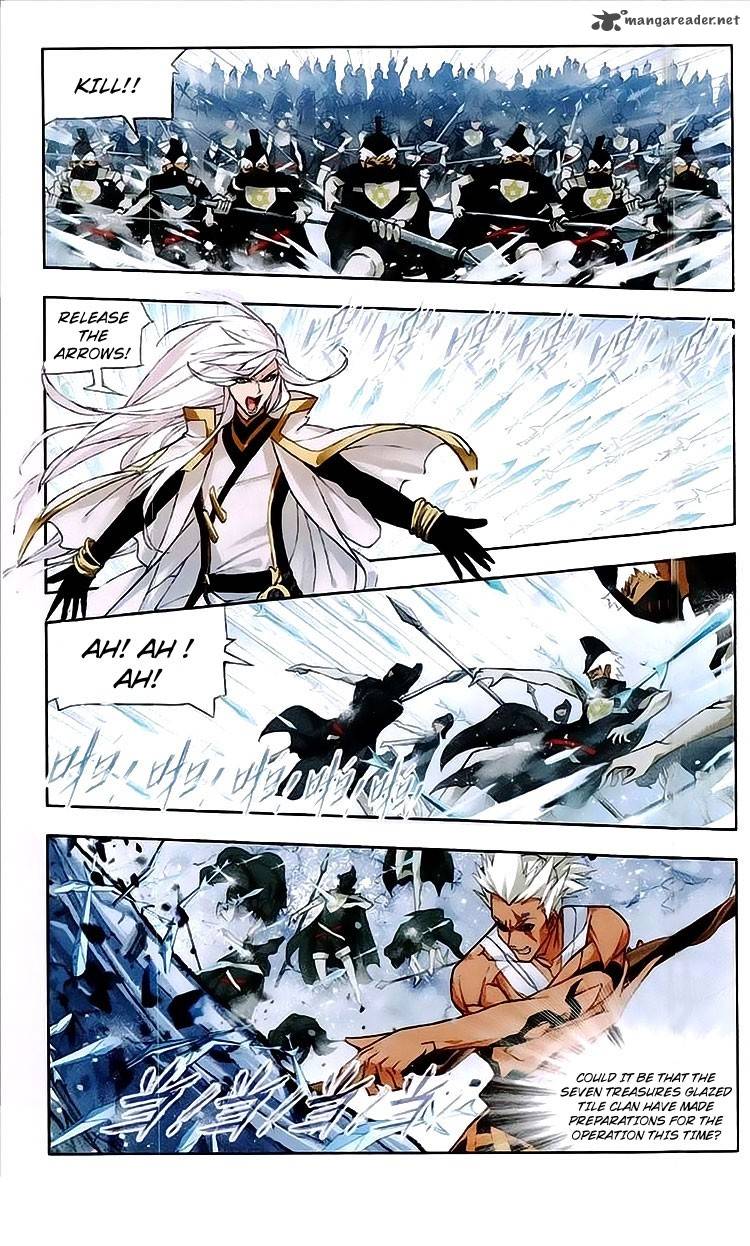 mangareader.net
KILL!!
RELEASE
THE
ARROWS!
AH! AH !
AH!
COULD IT BE THAT THE
SEVEN TREASURES GLAZED
TILE CLAN HAVE MADE
PREPARATIONS FOR THE
OPERATION THIS TIME?